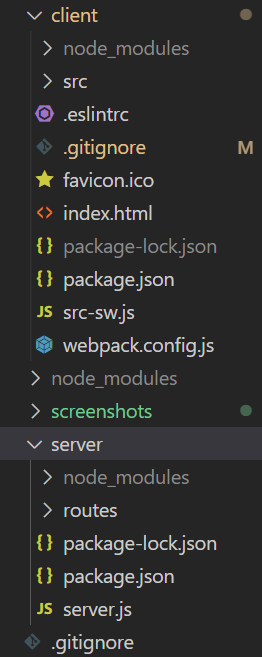 client
node_modules
src
.eslintrc
.gitignore M
favicon.ico
index.html
{} package-lock.json
{} package.json
JS src-sw.js
webpack.config.js
node_modules
screenshots
server
node_modules
routes
{} package-lock.json
{} package.json
JS server.js
.gitignore